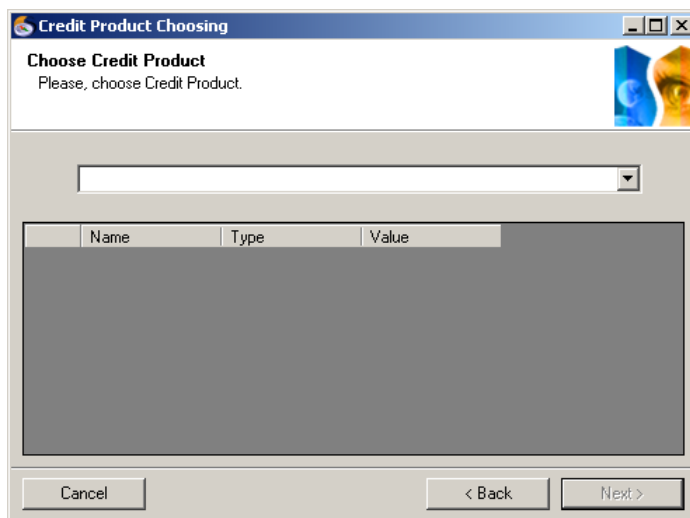 Credit Product Choosing
Choose Credit Product
Please, choose Credit Product.
Name Type Value
Cancel < Back Next >